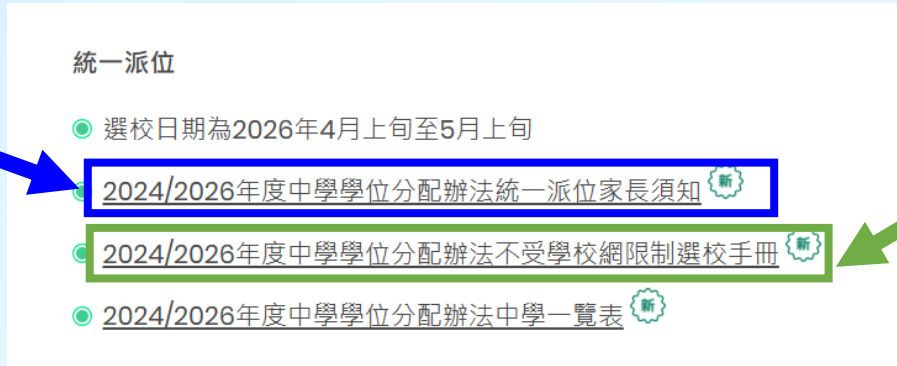 統一派位
選校日期為2026年4月上旬至5月上旬
2024/2026年度中學學位分配辦法統一派位家長須知 新
2024/2026年度中學學位分配辦法不受學校網限制選校手冊 新
2024/2026年度中學學位分配辦法中學一覽表 新